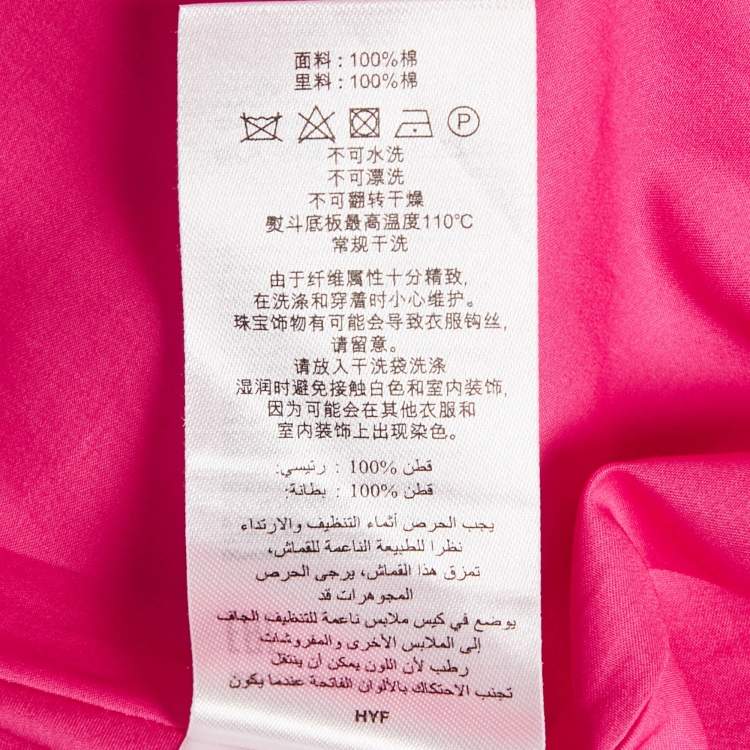 面料：100%棉
里料：100%棉
P
不可水洗
不可漂洗
不可翻转干燥
熨斗底板最高温度110℃
常规干洗
由于纤维属性十分精致，
在洗涤和穿着时小心维护。
珠宝饰物有可能会导致衣服钩丝，
请留意。
请放入干洗袋洗涤
湿润时避免接触白色和室内装饰，
因为可能会在其他衣服和
室内装饰上出现染色。
قطن %100 : رئيسي:
قطن %100 : بطانة:
يجب الحرص أثماء التنظيف والارتداء
نظرا للطبيعة الناعمة للقماش،
تمزق هذا القماش، يرجى الحرص
المجوهرات قد
يوضع في كيس ملابس ناعمة للتنظيف الجاف
إلى الملابس الأخرى والمفروشات
رطب لأن اللون يمكن أن ينتقل
تجنب الاحتكاك بالألوان الفاتحة عندما يكون
HYF